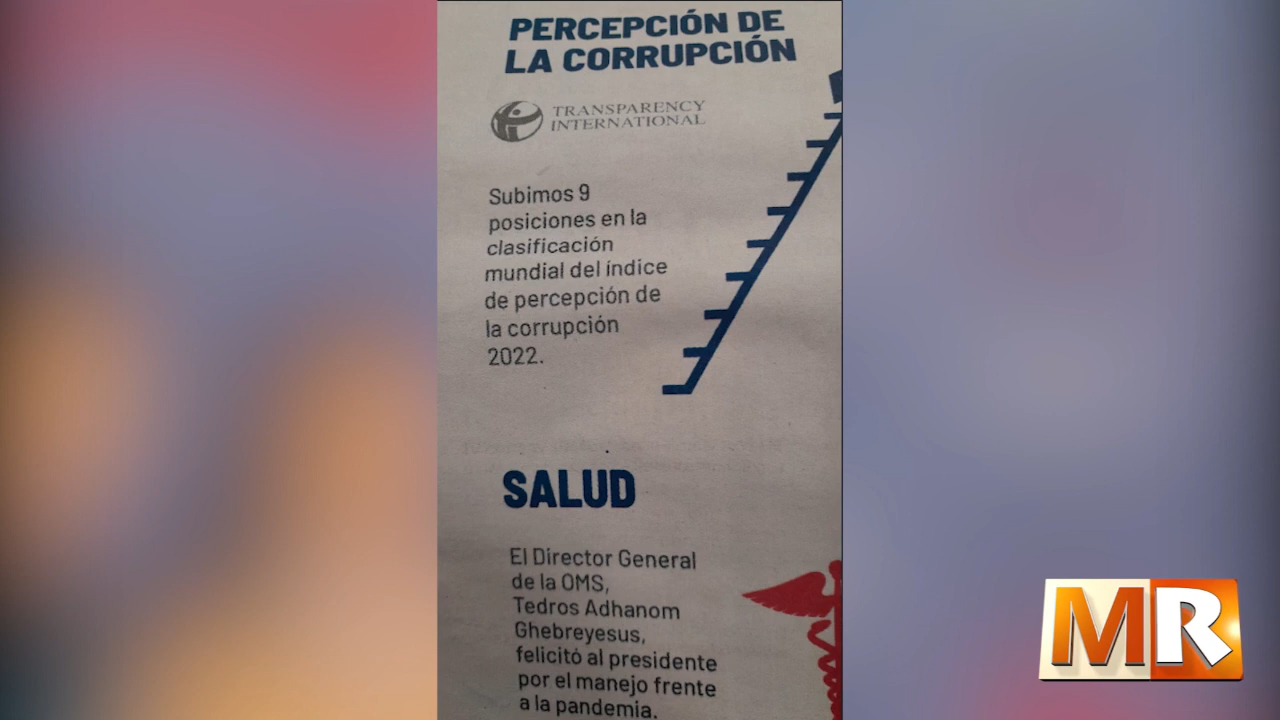 PERCEPCIÓN DE
LA CORRUPCIÓN
TRANSPARENCY
INTERNATIONAL
Subimos 9
posiciones en la
clasificación
mundial del índice
de percepción de
la corrupción
2022.
SALUD
El Director General
de la OMS,
Tedros Adhanom
Ghebreyesus,
felicitó al presidente
por el manejo frente
a la pandemia.
MR